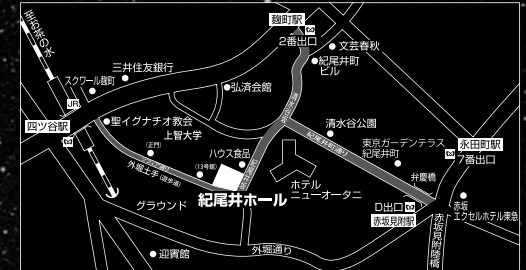 至お茶の水
麹町駅
2番出口
文芸春秋
紀尾井町
ビル
三井住友銀行
スクワール麹町
弘済会館
JR
四ツ谷駅
聖イグナチオ教会
上智大学
(正門)
ハウス食品
(13号館)
外堀土手(遊歩道)
紀尾井ホール
グラウンド
清水谷公園
紀尾井町通り
東京ガーデンテラス
紀尾井町
永田町駅
7番出口
弁慶橋
ホテル
ニューオータニ
D出口
赤坂見附駅
赤坂
エクセルホテル東急
赤坂見附陸橋
外堀通り
迎賓館